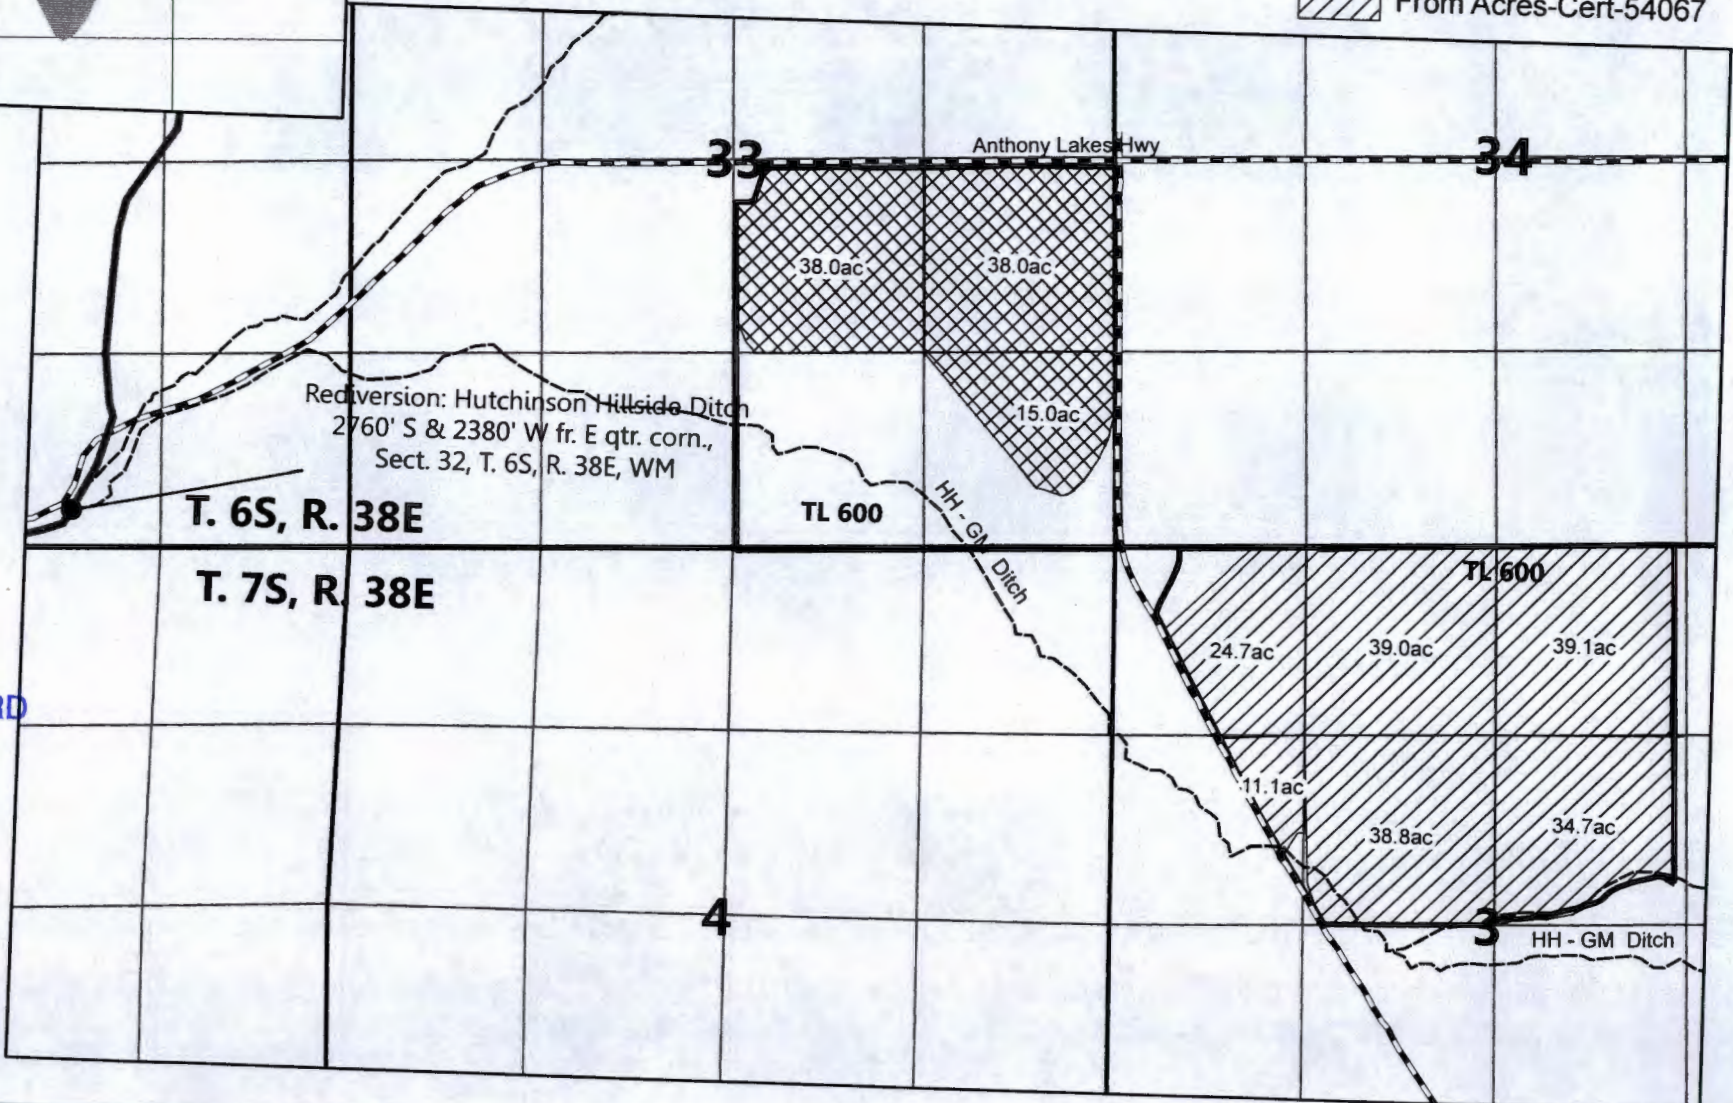 From Acres-Cert-54067
33
Anthony Lakes Hwy
34
38.0ac
38.0ac
Rediversion: Hutchinson Hillside Ditch
2760' S & 2380' W fr. E qtr. corn.,
Sect. 32, T. 6S, R. 38E, WM
15.0ac
T. 6S, R. 38E
TL 600
HH - GM Ditch
T. 7S, R. 38E
TL 600
24.7ac
39.0ac
39.1ac
RD
11.1ac
38.8ac
34.7ac
4
3
HH - GM Ditch